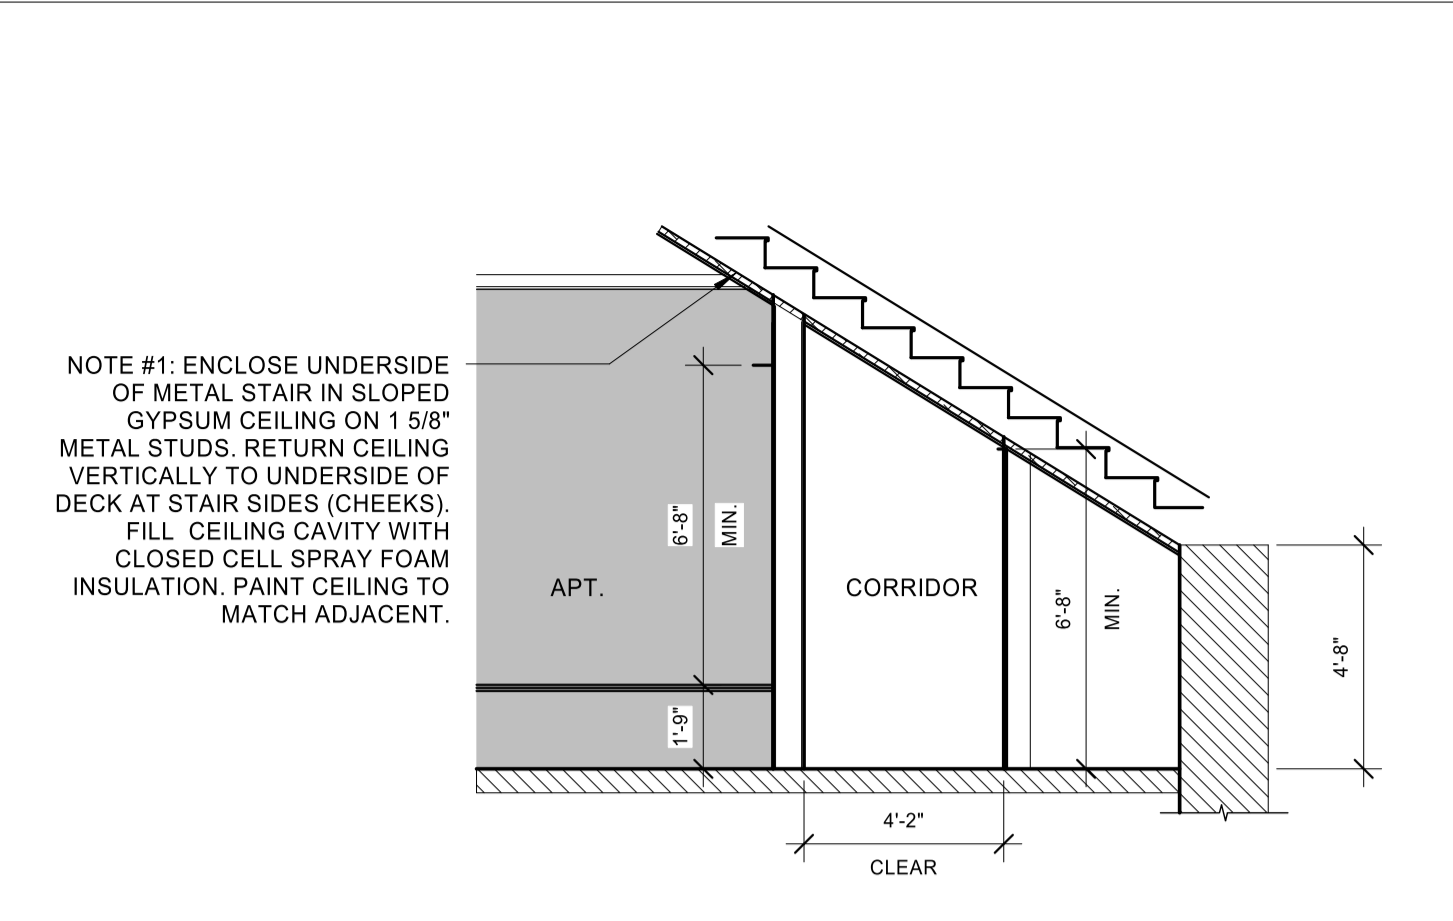 NOTE #1: ENCLOSE UNDERSIDE
OF METAL STAIR IN SLOPED
GYPSUM CEILING ON 1 5/8"
METAL STUDS. RETURN CEILING
VERTICALLY TO UNDERSIDE OF
DECK AT STAIR SIDES (CHEEKS).
FILL CEILING CAVITY WITH
CLOSED CELL SPRAY FOAM
INSULATION. PAINT CEILING TO
MATCH ADJACENT.
6'-8"
MIN.
APT.
1'-9"
CORRIDOR
6'-8"
MIN.
4'-8"
4'-2"
CLEAR